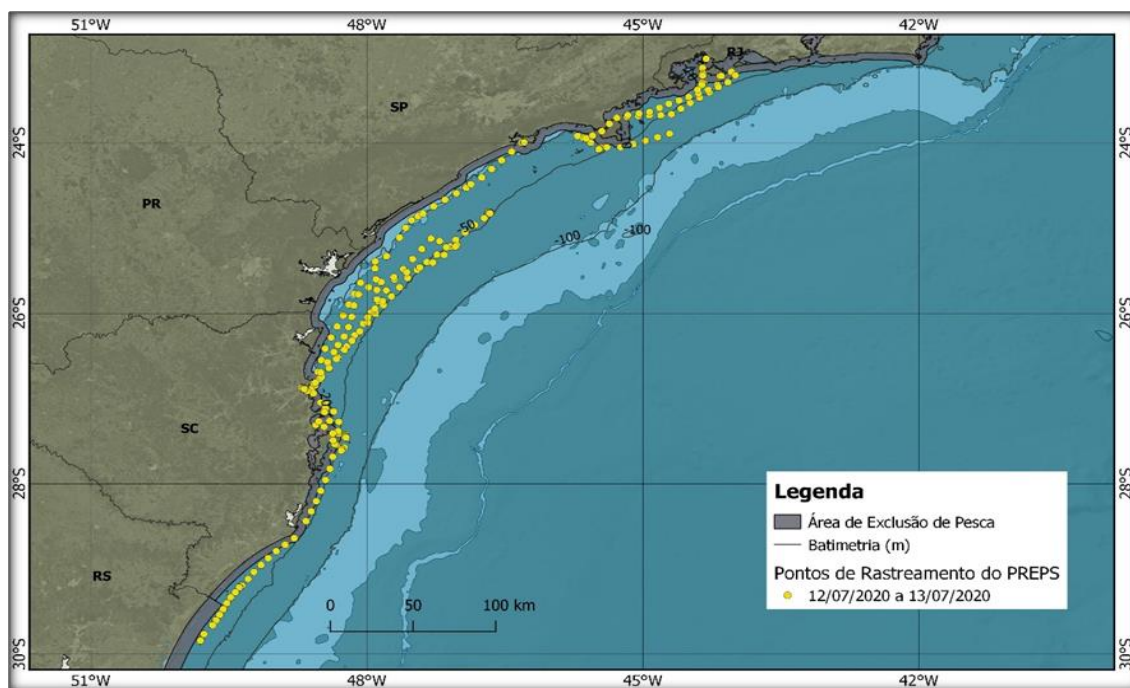 51°W 48°W 45°W 42°W
RJ
SP
24°S 24°S
PR
-50
-100 -100
26°S 26°S
SC
28°S 28°S
Legenda
Área de Exclusão de Pesca
Batimetria (m)
Pontos de Rastreamento do PREPS
12/07/2020 a 13/07/2020
RS
0 50 100 km
30°S 30°S
51°W 48°W 45°W 42°W